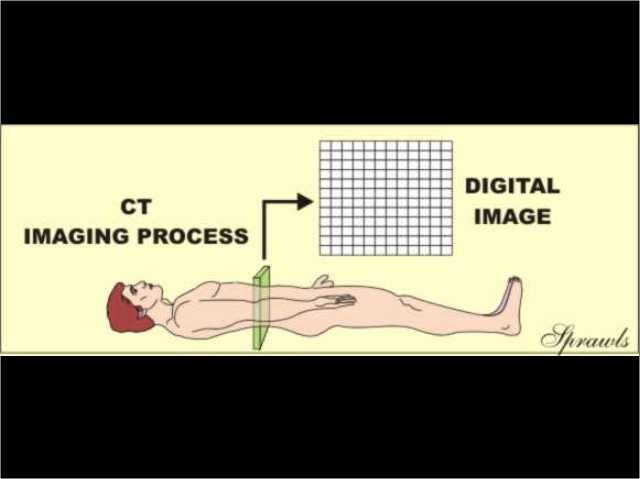 CT
IMAGING PROCESS
DIGITAL
IMAGE
Sprawls